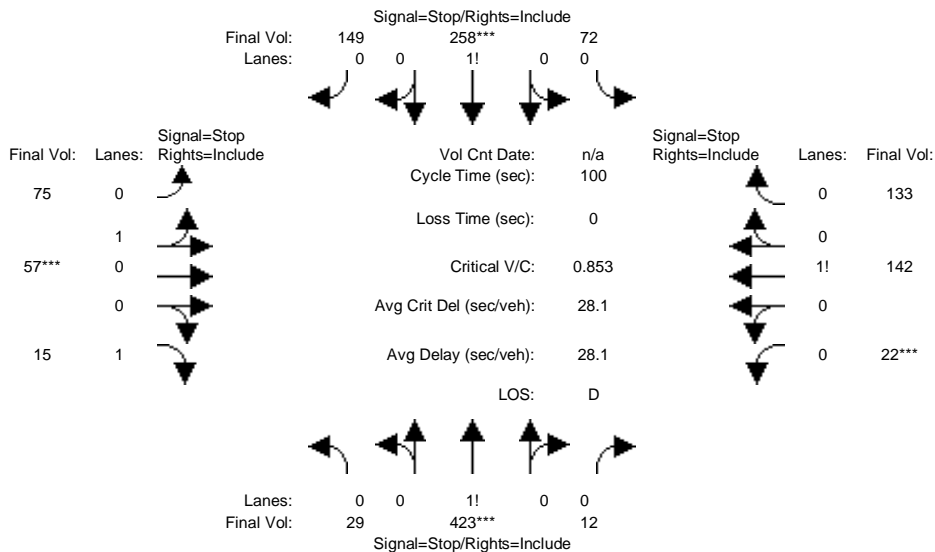 Signal=Stop/Rights=Include
Final Vol: 149 258*** 72
Lanes: 0 0 1! 0 0
Signal=Stop
Final Vol: Lanes: Rights=Include
Vol Cnt Date: n/a
Signal=Stop
Rights=Include Lanes: Final Vol:
Cycle Time (sec): 100
75 0
0 133
Loss Time (sec): 0
1
0
57*** 0
Critical V/C: 0.853
1! 142
0
Avg Crit Del (sec/veh): 28.1
0
15 1
Avg Delay (sec/veh): 28.1
0 22***
LOS: D
Lanes: 0 0 1! 0 0
Final Vol: 29 423*** 12
Signal=Stop/Rights=Include